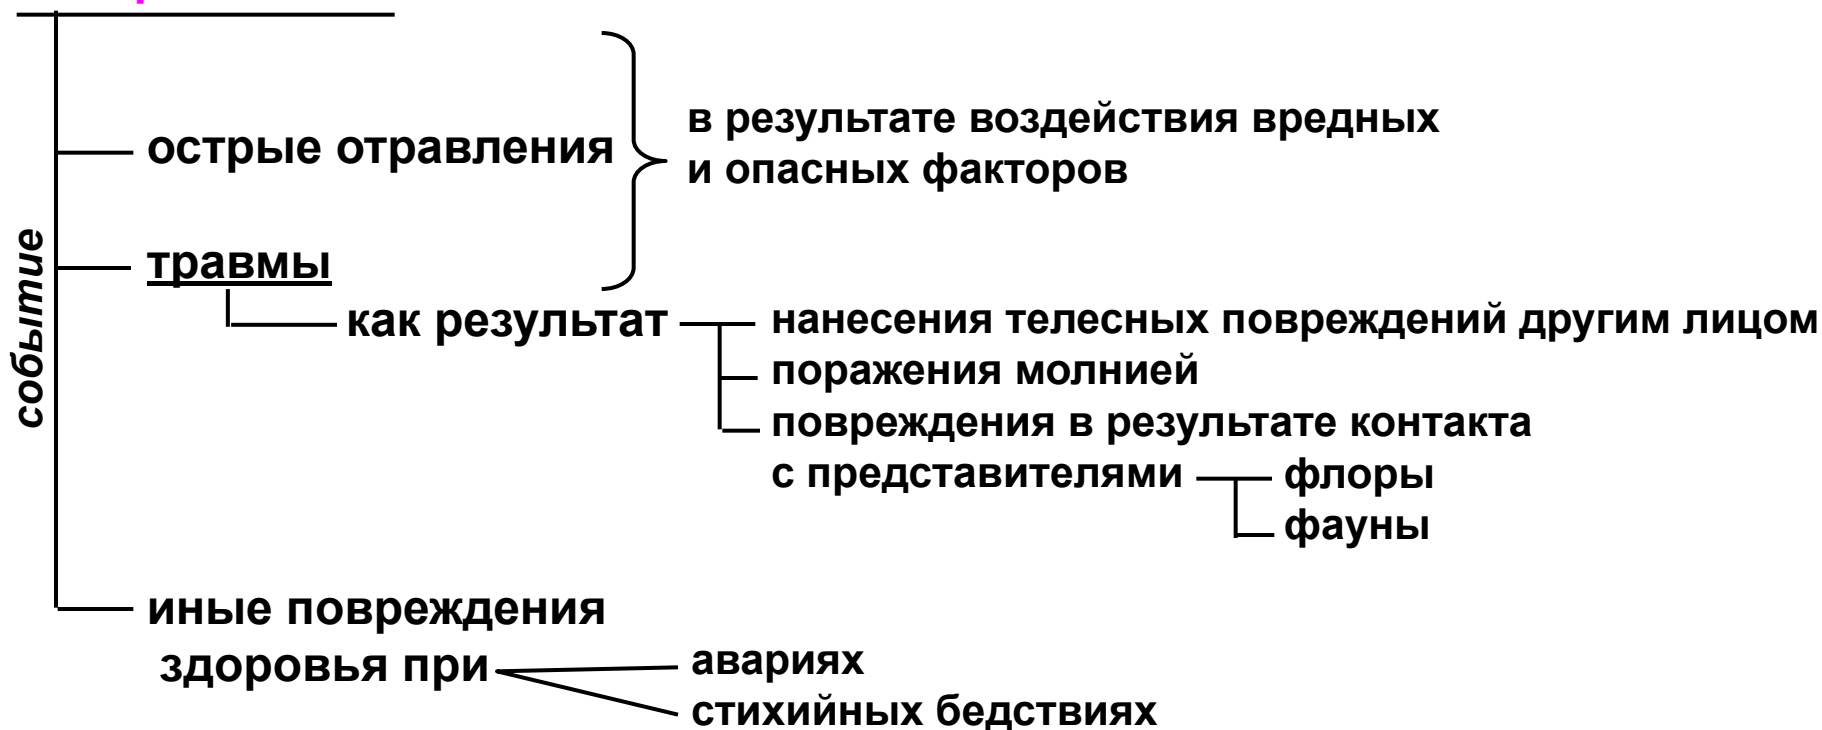 острые отравления
в результате воздействия вредных
и опасных факторов
событие
травмы
как результат
нанесения телесных повреждений другим лицом
поражения молнией
повреждения в результате контакта
с представителями
флоры
фауны
иные повреждения
здоровья при
авариях
стихийных бедствиях